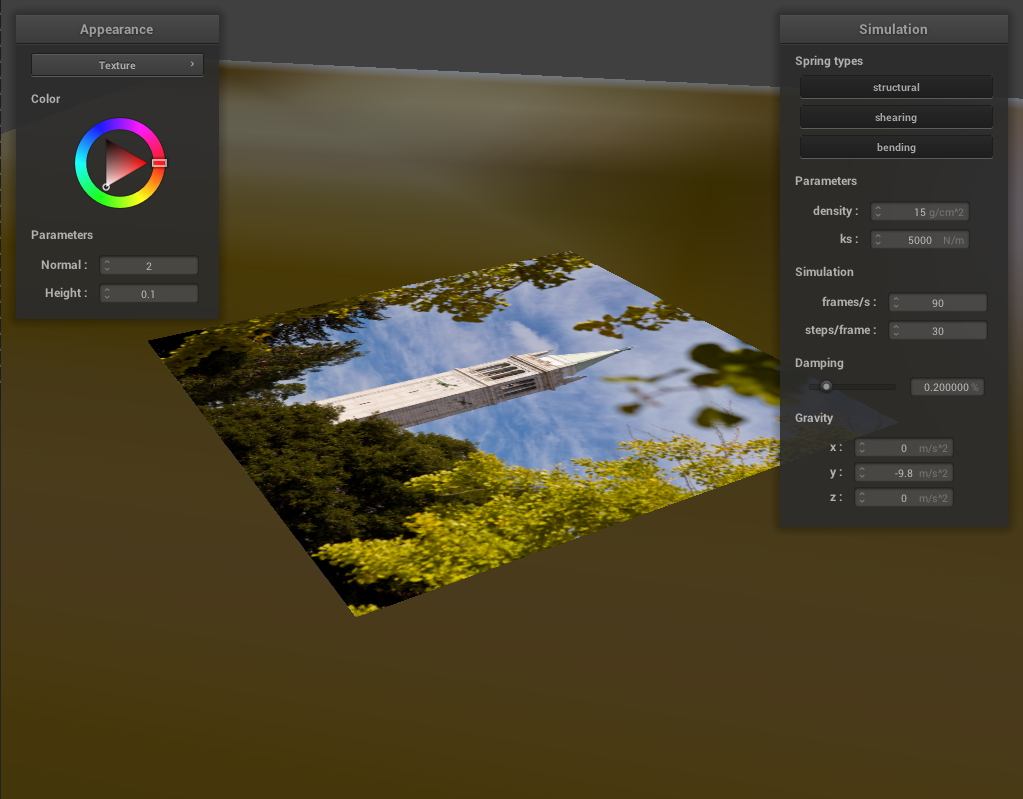 Appearance
Texture ›
Color
Parameters
Normal : 2
Height : 0.1
Simulation
Spring types
structural
shearing
bending
Parameters
density : 15 g/cm^2
ks : 5000 N/m
Simulation
frames/s : 90
steps/frame : 30
Damping
0.200000 %
Gravity
x : 0 m/s^2
y : -9.8 m/s^2
z : 0 m/s^2